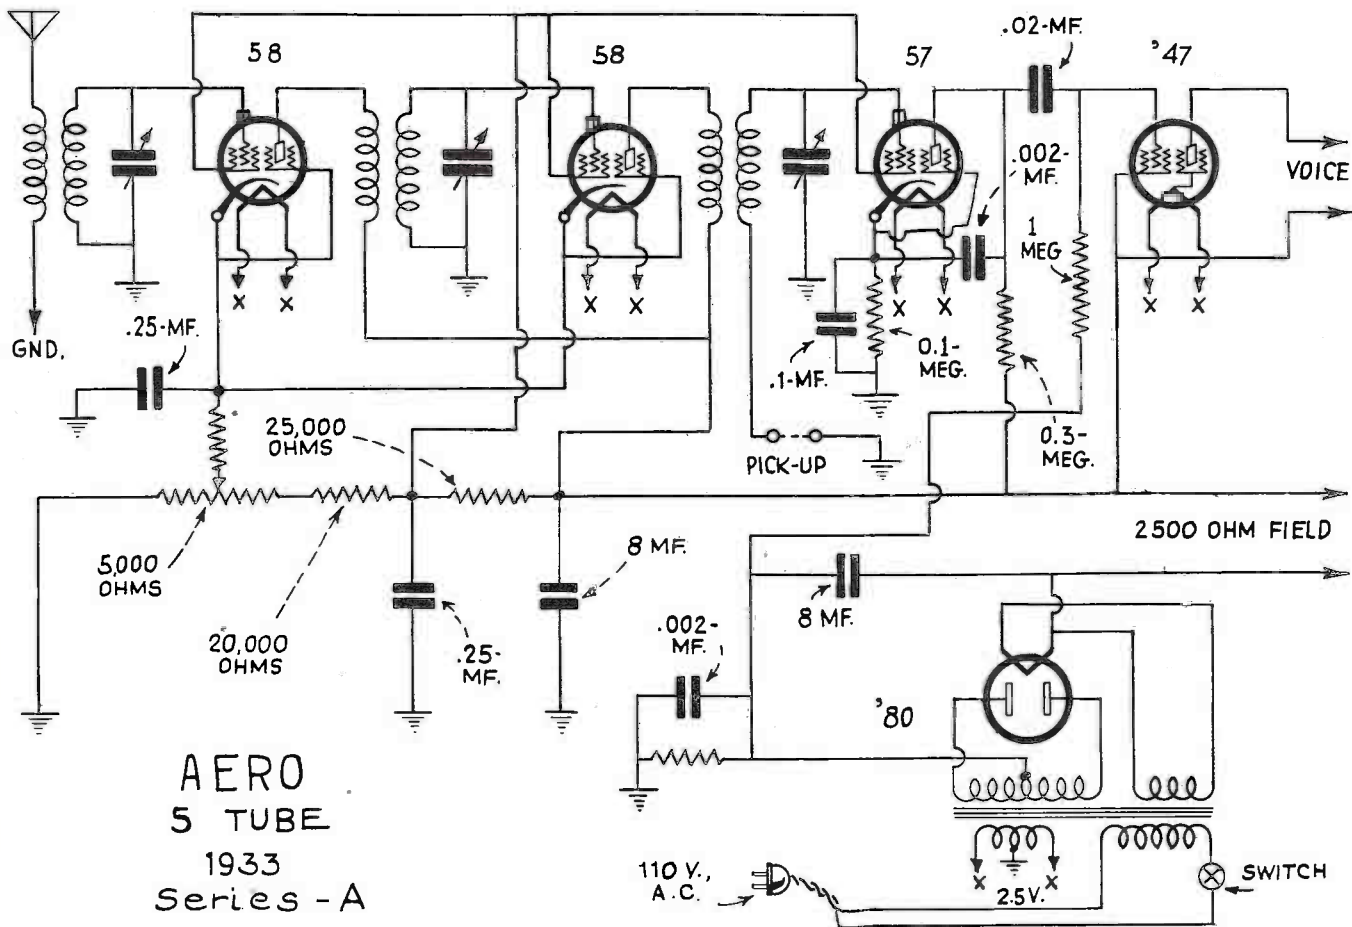 58
58
57
.02-MF.
'47
.002-
MF.
VOICE
1
MEG
X X
X X
X X
X X
GND.
.25-MF.
.1-MF.
0.1-
MEG.
25,000
OHMS
PICK-UP
0.3-
MEG.
5,000
OHMS
20,000
OHMS
.25-
MF.
8 MF.
2500 OHM FIELD
8 MF.
.002-
MF.
'80
AERO
5 TUBE
1933
Series - A
110 V.,
A.C.
X X
2.5V.
SWITCH